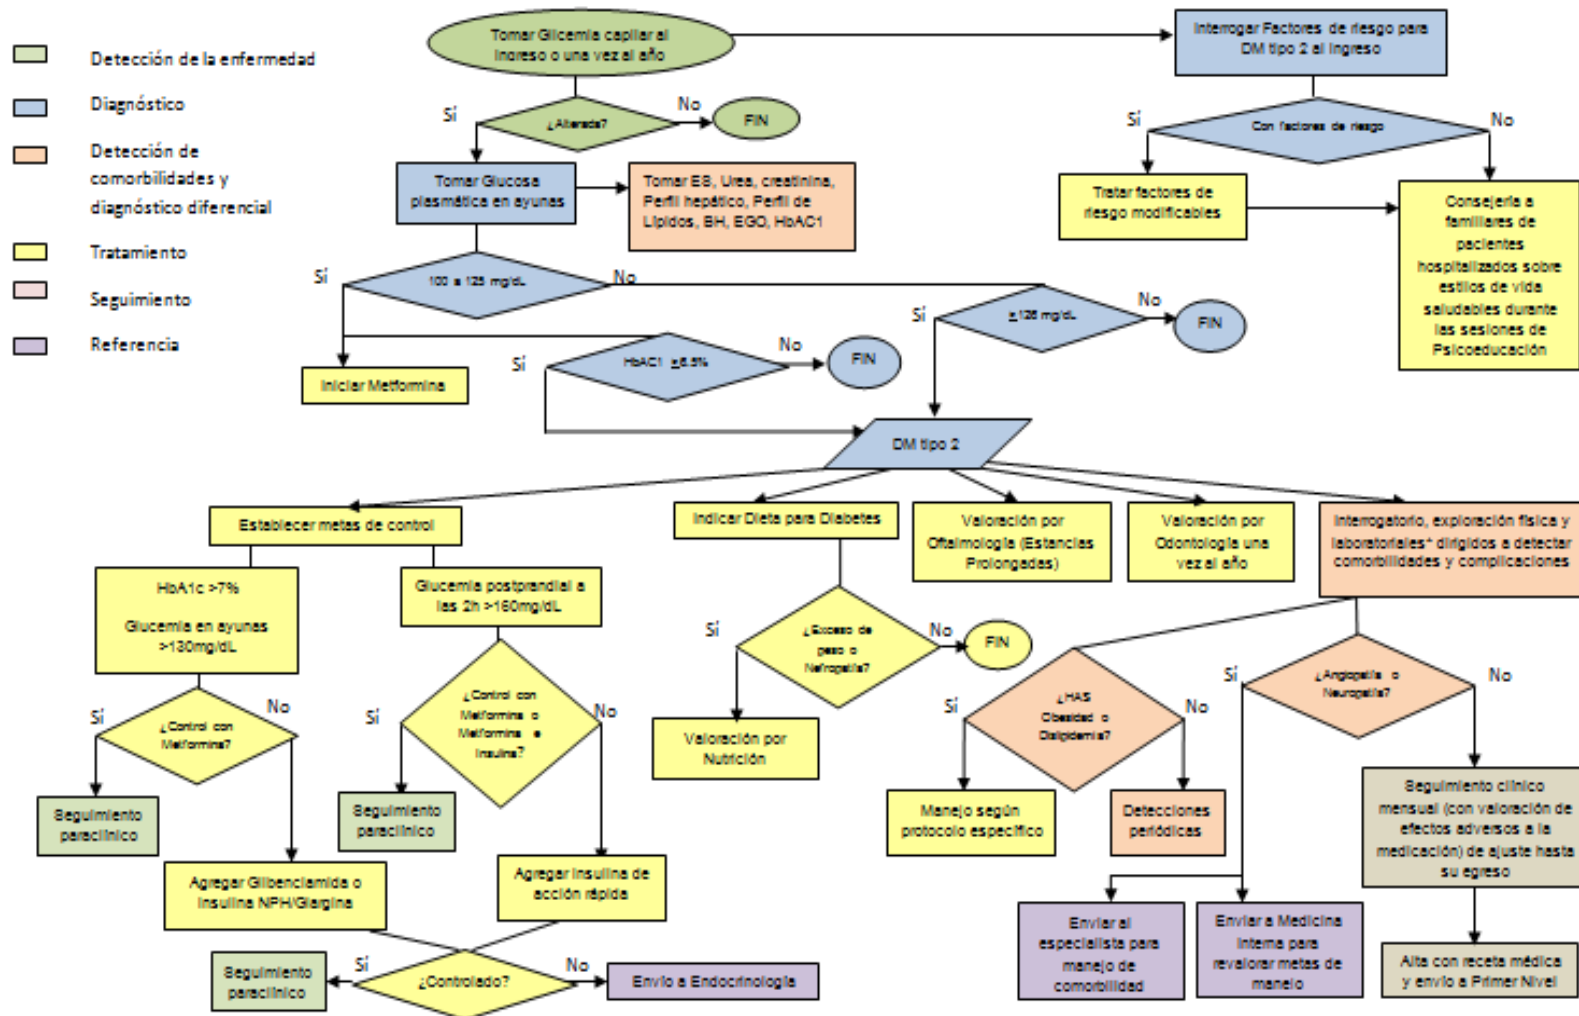 Detección de la enfermedad
Diagnóstico
Detección de
comorbilidades y
diagnóstico diferencial
Tratamiento
Seguimiento
Referencia
Tomar Glicemia capilar al
ingreso o una vez al año
Interrogar Factores de riesgo para
DM tipo 2 al ingreso
Sí
¿Alterada?
No
FIN
Sí
Con factores de riesgo
No
Tomar Glucosa
plasmática en ayunas
Tomar ES, Urea, creatinina,
Perfil hepático, Perfil de
Lípidos, BH, EGO, HbAC1
Tratar factores de
riesgo modificables
Consejería a
familiares de
pacientes
hospitalizados sobre
estilos de vida
saludables durante
las sesiones de
Psicoeducación
Sí
100 a 125 mg/dL
No
Sí
≥126 mg/dL
No
FIN
Sí
HbAC1 ≥6.5%
No
FIN
Iniciar Metformina
DM tipo 2
Establecer metas de control
Indicar Dieta para Diabetes
Valoración por
Oftalmología (Estancias
Prolongadas)
Valoración por
Odontología una
vez al año
Interrogatorio, exploración física y
laboratoriales* dirigidos a detectar
comorbilidades y complicaciones
HbA1c >7%
Glucemia en ayunas
>130mg/dL
Glucemia postprandial a
las 2h >160mg/dL
Sí
¿Exceso de
peso o
Nefropatía?
No
FIN
Sí
¿Control con
Metformina?
No
Sí
¿Control con
Metformina o
Metformina e
Insulina?
No
Valoración por
Nutrición
Sí
¿HAS
Obesidad o
Dislipidemia?
No
Sí
¿Angiopatía o
Neuropatía?
No
Seguimiento
paraclínico
Seguimiento
paraclínico
Manejo según
protocolo específico
Detecciones
periódicas
Seguimiento clínico
mensual (con valoración de
efectos adversos a la
medicación) de ajuste hasta
su egreso
Agregar Glibenclamida o
insulina NPH/Glargina
Agregar insulina de
acción rápida
Enviar al
especialista para
manejo de
comorbilidad
Enviar a Medicina
Interna para
revalorar metas de
manejo
Alta con receta médica
y envío a Primer Nivel
Seguimiento
paraclínico
Sí
¿Controlado?
No
Envío a Endocrinología